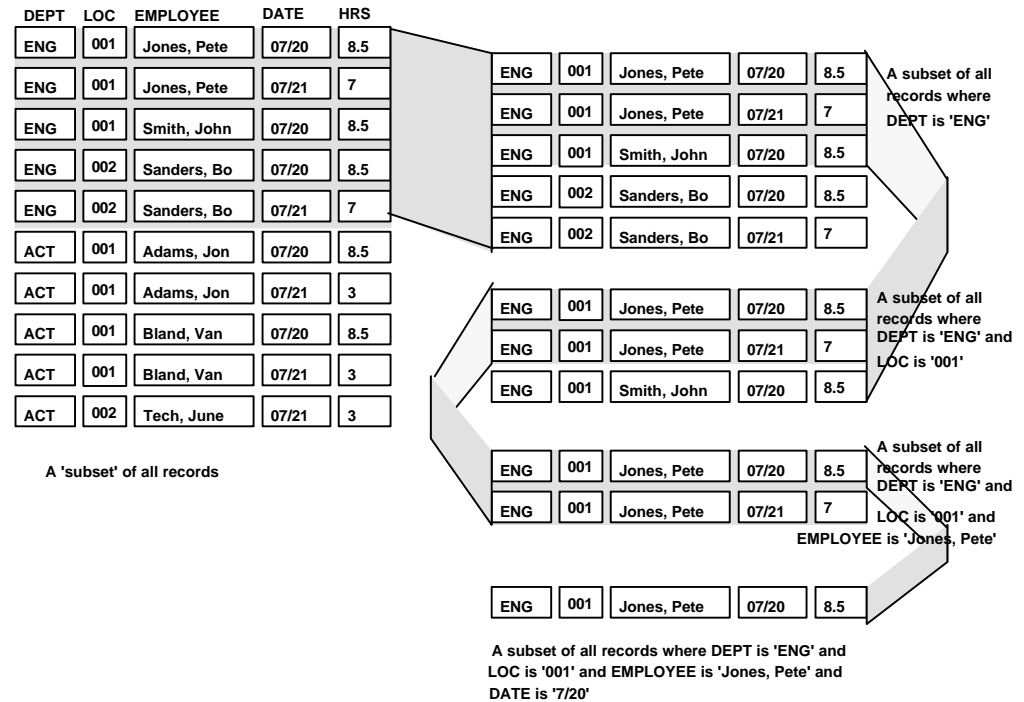 DEPT LOC EMPLOYEE DATE HRS
ENG 001 Jones, Pete 07/20 8.5
ENG 001 Jones, Pete 07/21 7
ENG 001 Smith, John 07/20 8.5
ENG 002 Sanders, Bo 07/20 8.5
ENG 002 Sanders, Bo 07/21 7
ACT 001 Adams, Jon 07/20 8.5
ACT 001 Adams, Jon 07/21 3
ACT 001 Bland, Van 07/20 8.5
ACT 001 Bland, Van 07/21 3
ACT 002 Tech, June 07/21 3
A 'subset' of all records
ENG 001 Jones, Pete 07/20 8.5
ENG 001 Jones, Pete 07/21 7
ENG 001 Smith, John 07/20 8.5
ENG 002 Sanders, Bo 07/20 8.5
ENG 002 Sanders, Bo 07/21 7
A subset of all
records where
DEPT is 'ENG'
ENG 001 Jones, Pete 07/20 8.5
ENG 001 Jones, Pete 07/21 7
ENG 001 Smith, John 07/20 8.5
A subset of all
records where
DEPT is 'ENG' and
LOC is '001'
ENG 001 Jones, Pete 07/20 8.5
ENG 001 Jones, Pete 07/21 7
A subset of all
records where
DEPT is 'ENG' and
LOC is '001' and
EMPLOYEE is 'Jones, Pete'
ENG 001 Jones, Pete 07/20 8.5
A subset of all records where DEPT is 'ENG' and
LOC is '001' and EMPLOYEE is 'Jones, Pete' and
DATE is '7/20'